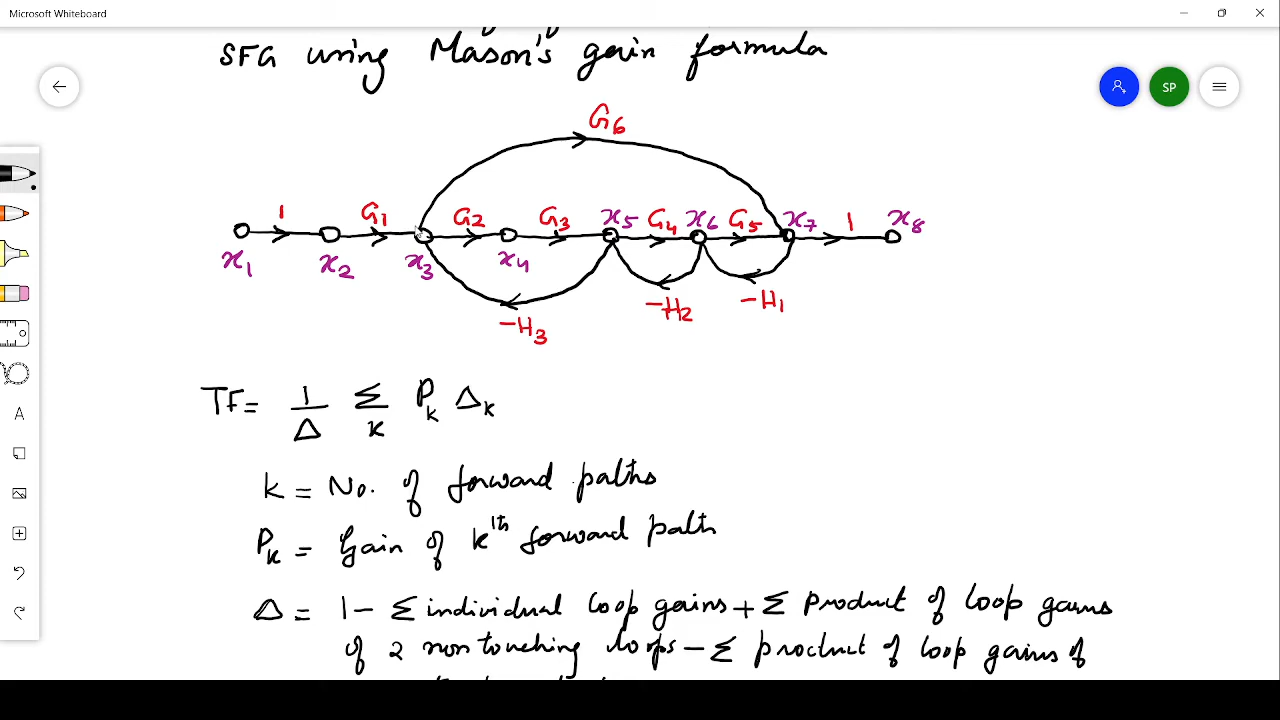 Microsoft Whiteboard
SFG using Mason's gain formula
SP
G6
1 G1 G2 G3 x5 G4 x6 G5 x7 1 x8
x1 x2 x3 x4
-H3 -H2 -H1
TF= 1/Δ Σ K Pk Δk
k = No. of forward paths
Pk = Gain of kth forward path
Δ = 1 - Σ individual loop gains + Σ product of loop gains
of 2 non touching loops - Σ product of loop gains of
A